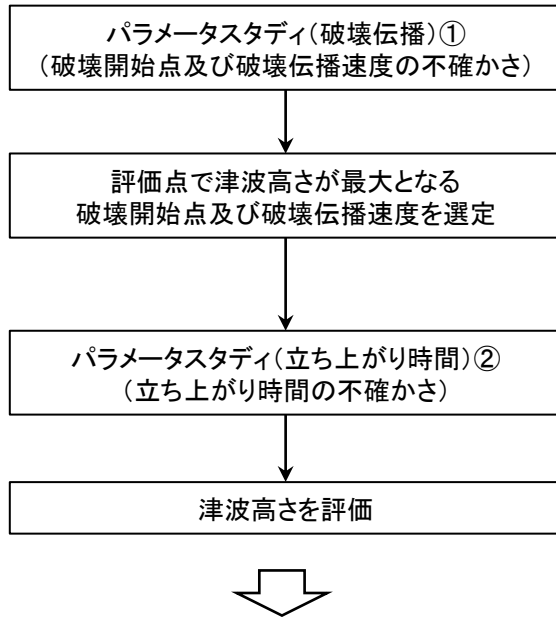 パラメータスタディ(破壊伝播)①
(破壊開始点及び破壊伝播速度の不確かさ)
評価点で津波高さが最大となる
破壊開始点及び破壊伝播速度を選定
パラメータスタディ(立ち上がり時間)②
(立ち上がり時間の不確かさ)
津波高さを評価